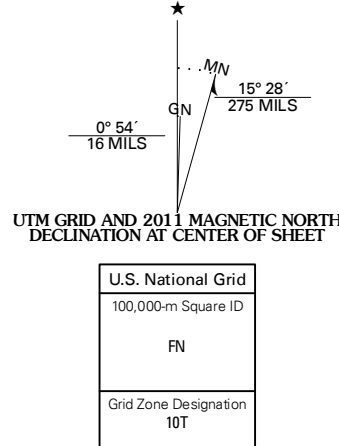 ★
MN
GN
15° 28´
275 MILS
0° 54´
16 MILS
UTM GRID AND 2011 MAGNETIC NORTH
DECLINATION AT CENTER OF SHEET
U.S. National Grid
100,000-m Square ID
FN
Grid Zone Designation
10T